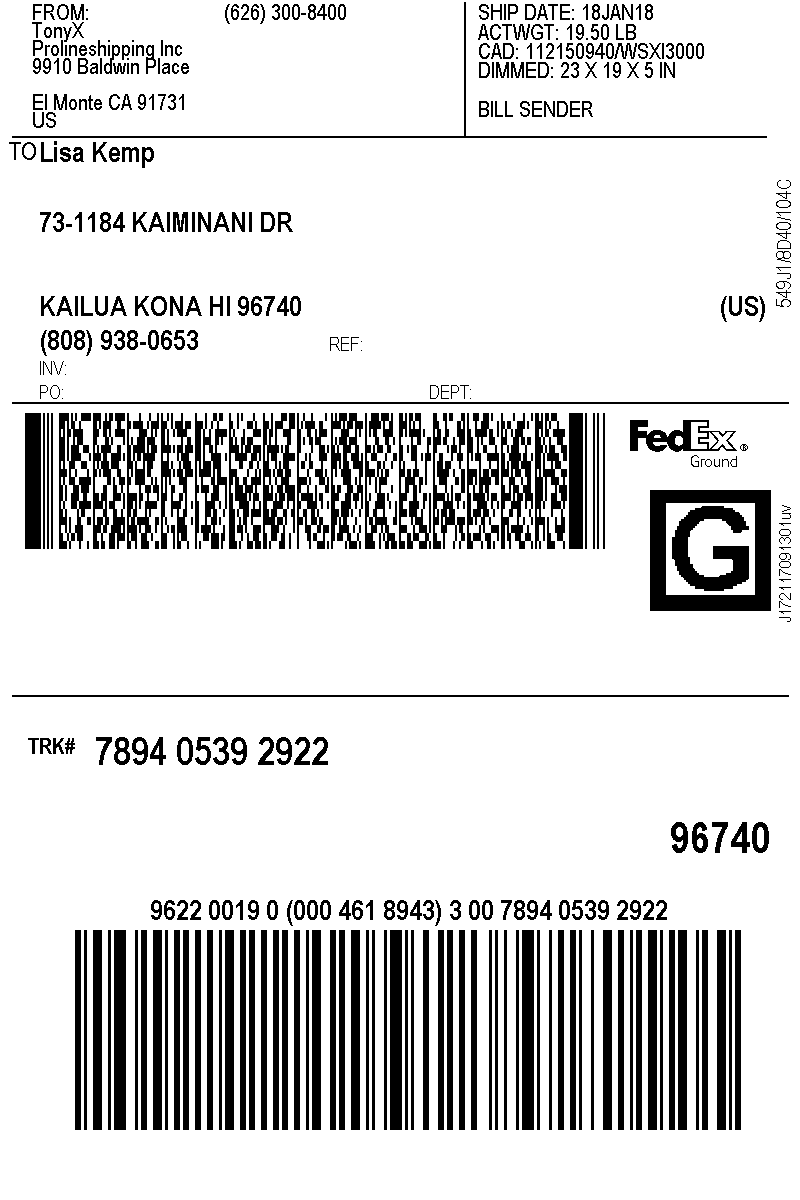 FROM: (626) 300-8400
TonyX
Prolineshipping Inc
9910 Baldwin Place
El Monte CA 91731
US
SHIP DATE: 18JAN18
ACTWGT: 19.50 LB
CAD: 112150940/WSXI3000
DIMMED: 23 X 19 X 5 IN
BILL SENDER
TO Lisa Kemp
73-1184 KAIMINANI DR
KAILUA KONA HI 96740 (US)
(808) 938-0653 REF:
INV:
PO: DEPT:
549J1/8D40/104C
FedEx®
Ground
G
J172117091301uv
TRK# 7894 0539 2922
96740
9622 0019 0 (000 461 8943) 3 00 7894 0539 2922